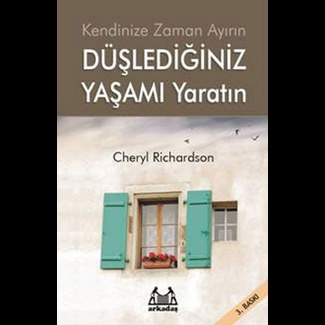 Kendinize Zaman Ayırın
DÜŞLEDİĞİNİZ
YAŞAMI Yaratın
Cheryl Richardson
3. BASKI
arkadaş